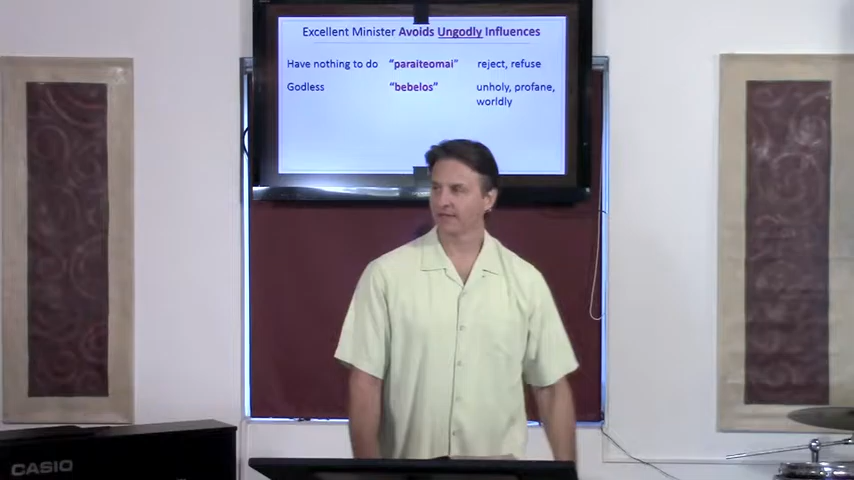 Excellent Minister Avoids Ungodly Influences
Have nothing to do "paraiteomai" reject, refuse
Godless "bebelos" unholy, profane,
worldly
CASIO